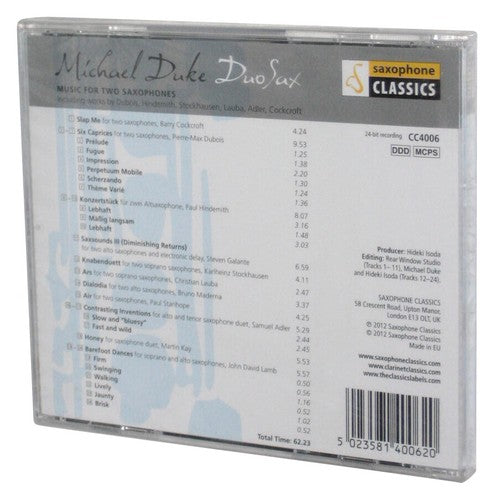 Michael Duke DuoSax
MUSIC FOR TWO SAXOPHONES
including works by Dubois, Hindemith, Stockhausen, Lauba, Adler, Cockcroft
saxophone
CLASSICS
24-bit recording CC4006
DDD MCPS
Slap Me for two saxophones, Barry Cockcroft 4.24
Six Caprices for two saxophones, Pierre-Max Dubois 9.53
Prélude 1.25
Fugue 1.38
Impression 2.20
Perpetuum Mobile 1.30
Scherzando 1.24
Thème Varié 1.36
Konzertstück für zwei Altsaxophone, Paul Hindemith 8.07
Lebhaft 3.16
Mäßig langsam 1.48
Lebhaft 3.03
Saxsounds III (Diminishing Returns)
for two alto saxophones and electronic delay, Steven Galante 6.59
Knabenduett for two soprano saxophones, Karlheinz Stockhausen 4.11
Ars for two soprano saxophones, Christian Lauba 2.47
Dialodia for two alto saxophones, Bruno Maderna 2.45
Air for two saxophones, Paul Stanhope 3.37
Contrasting Inventions for alto and tenor saxophone duet, Samuel Adler 4.25
Slow and "bluesy" 5.29
Fast and wild 2.44
Honey for saxophone duet, Martin Kay 2.45
Barefoot Dances for soprano and alto saxophones, John David Lamb 5.57
Firm
Swinging 0.52
Walking 0.57
Lively 0.56
Jaunty 1.16
Brisk 0.52
Total Time: 62.23
Producer: Hideki Isoda
Editing: Rear Window Studio
(Tracks 1–11), Michael Duke
and Hideki Isoda (Tracks 12–24).
SAXOPHONE CLASSICS
58 Crescent Road, Upton Manor,
London E13 0LT, UK
℗ 2012 Saxophone Classics
© 2012 Saxophone Classics
Made in EU
www.saxophoneclassics.com
www.clarinetclassics.com
www.theclassicslabels.com
5 023581 400620